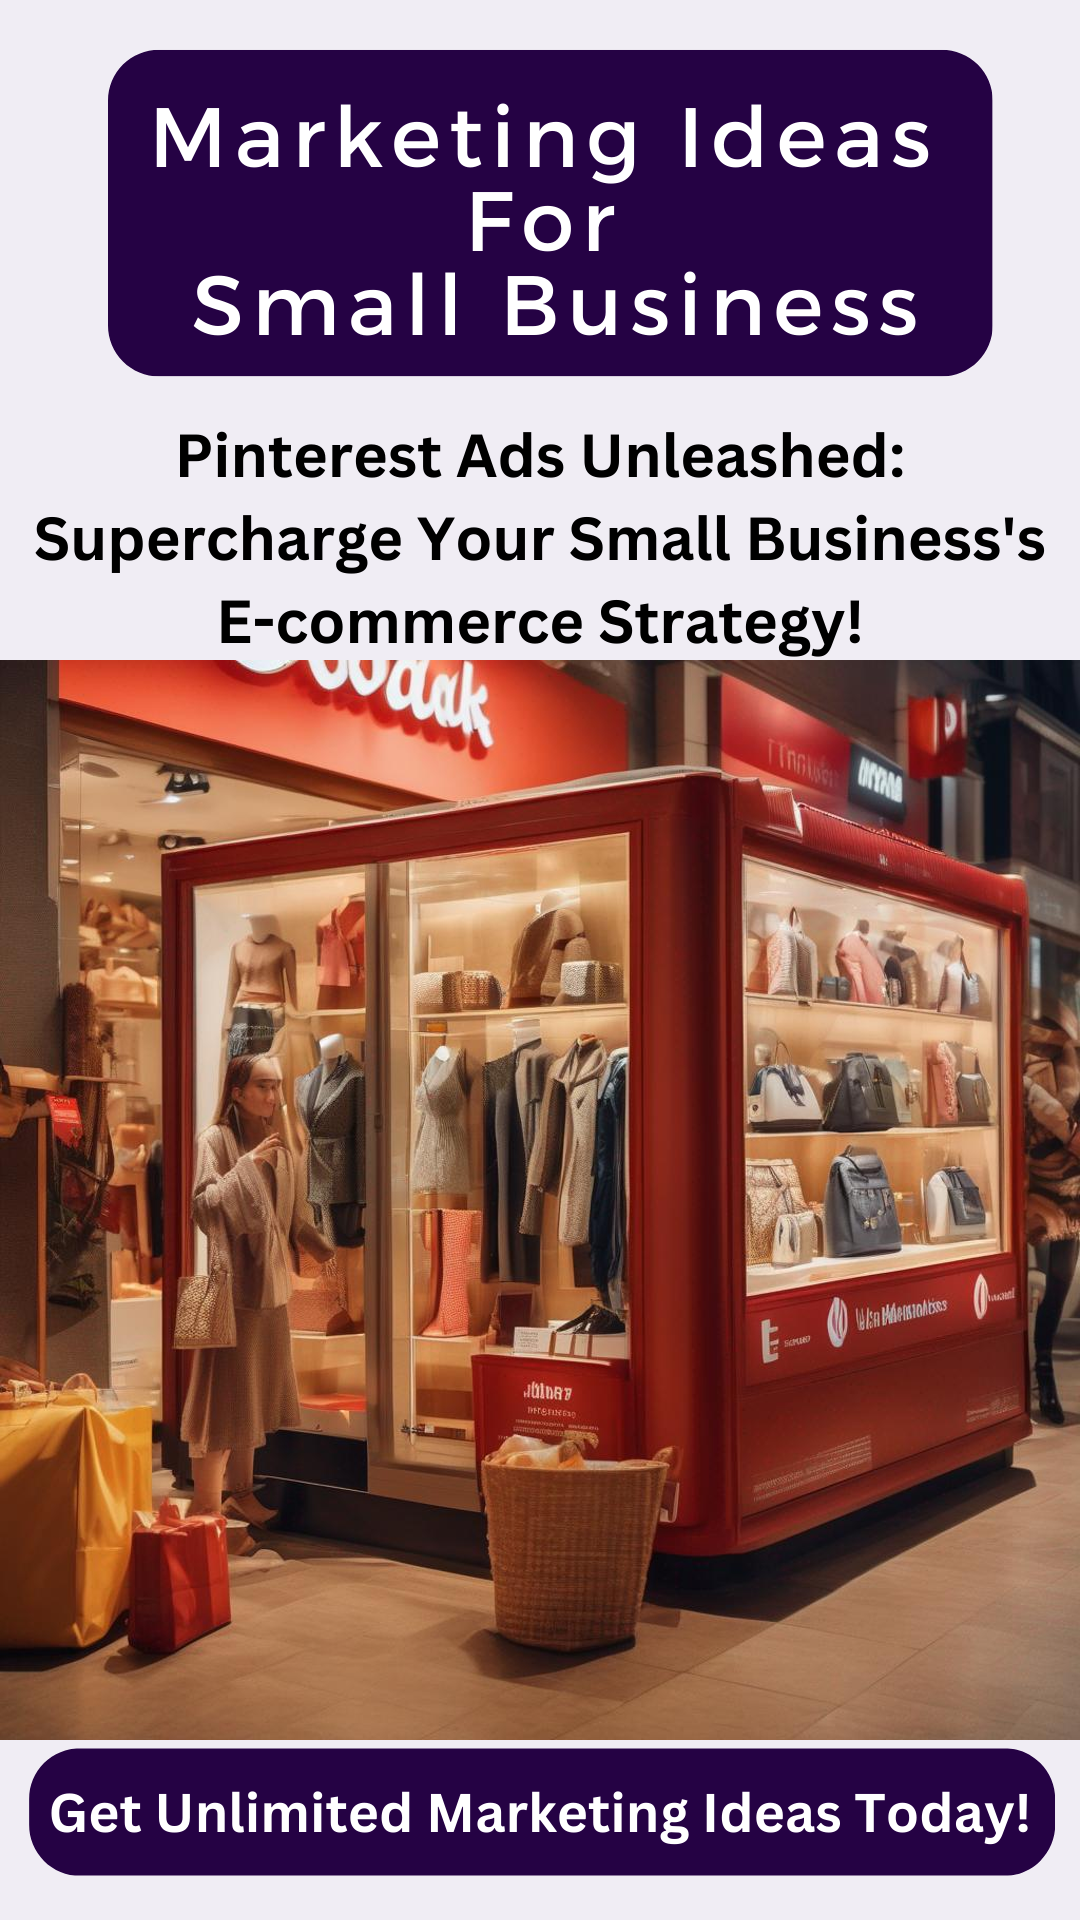 Marketing Ideas
For
Small Business
Pinterest Ads Unleashed:
Supercharge Your Small Business's
E-commerce Strategy!
Get Unlimited Marketing Ideas Today!